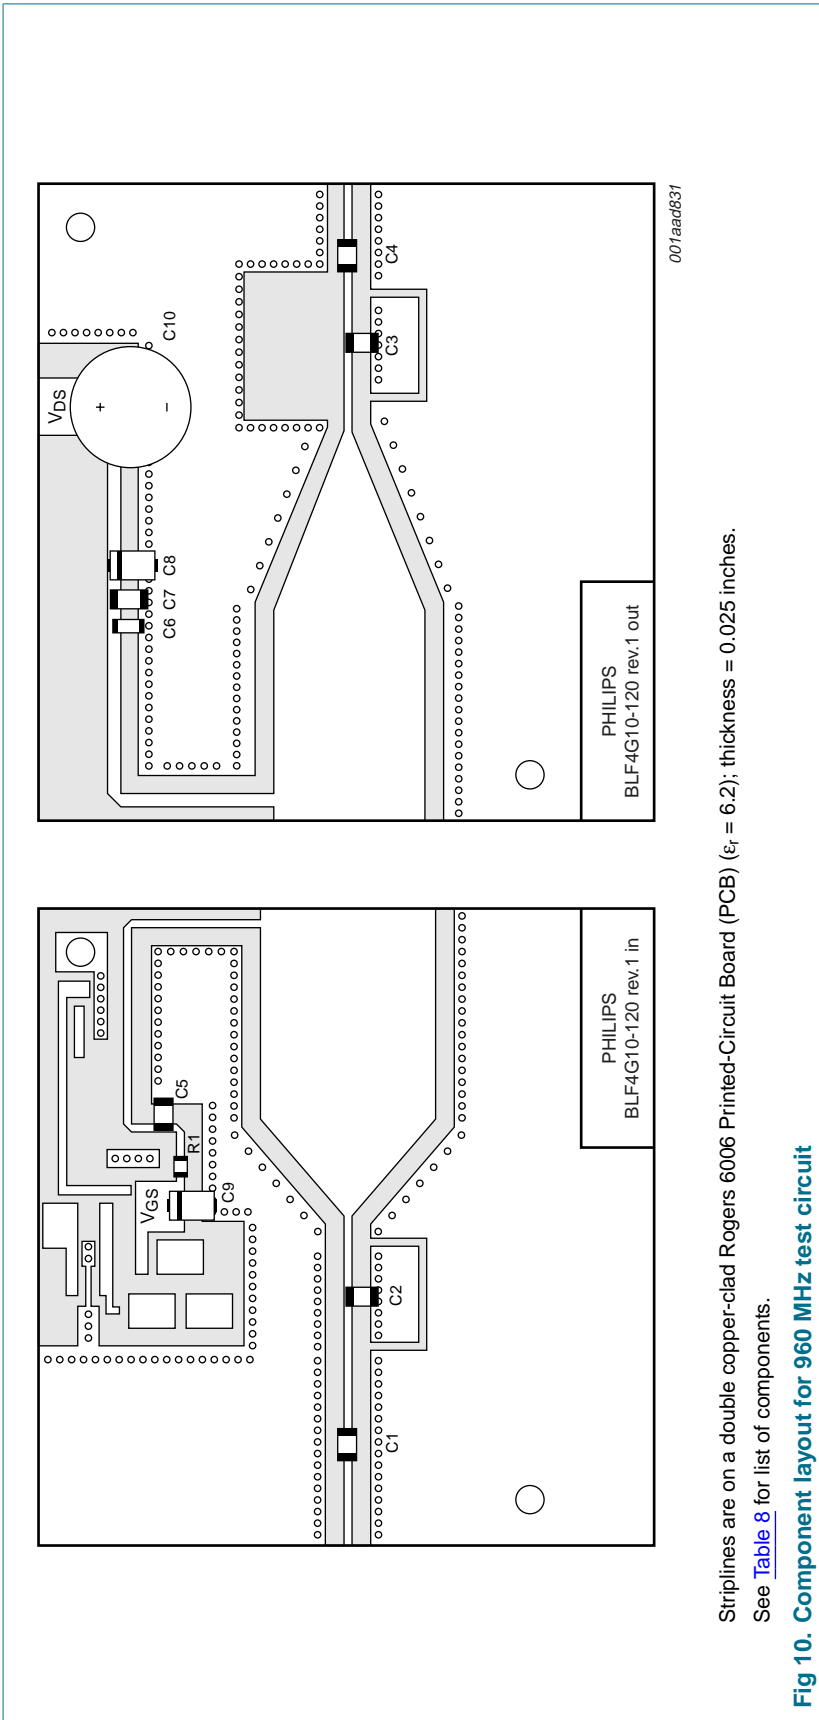 VDS
+
−
C10
C8
C7
C6
C4
C3
PHILIPS
BLF4G10-120 rev.1 out
001aad831
C5
R1
VGS
C9
C2
C1
PHILIPS
BLF4G10-120 rev.1 in
Striplines are on a double copper-clad Rogers 6006 Printed-Circuit Board (PCB) (εr = 6.2); thickness = 0.025 inches.
See Table 8 for list of components.
Fig 10. Component layout for 960 MHz test circuit